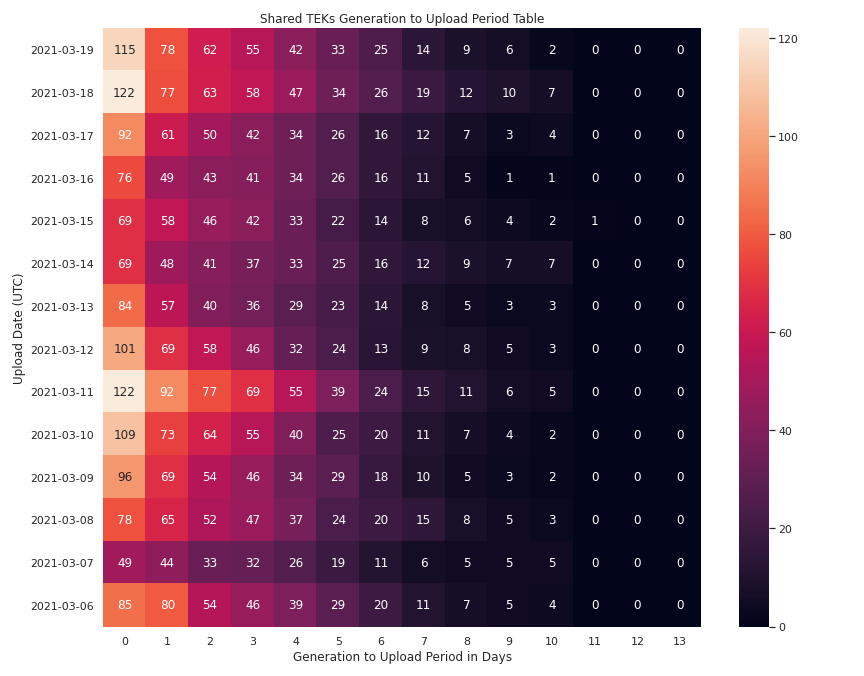 Shared TEKs Generation to Upload Period Table
Upload Date (UTC)
2021-03-19 115 78 62 55 42 33 25 14 9 6 2 0 0 0
2021-03-18 122 77 63 58 47 34 26 19 12 10 7 0 0 0
2021-03-17 92 61 50 42 34 26 16 12 7 3 4 0 0 0
2021-03-16 76 49 43 41 34 26 16 11 5 1 1 0 0 0
2021-03-15 69 58 46 42 33 22 14 8 6 4 2 1 0 0
2021-03-14 69 48 41 37 33 25 16 12 9 7 7 0 0 0
2021-03-13 84 57 40 36 29 23 14 8 5 3 3 0 0 0
2021-03-12 101 69 58 46 32 24 13 9 8 5 3 0 0 0
2021-03-11 122 92 77 69 55 39 24 15 11 6 5 0 0 0
2021-03-10 109 73 64 55 40 25 20 11 7 4 2 0 0 0
2021-03-09 96 69 54 46 34 29 18 10 5 3 2 0 0 0
2021-03-08 78 65 52 47 37 24 20 15 8 5 3 0 0 0
2021-03-07 49 44 33 32 26 19 11 6 5 5 5 0 0 0
2021-03-06 85 80 54 46 39 29 20 11 7 5 4 0 0 0
0 1 2 3 4 5 6 7 8 9 10 11 12 13
Generation to Upload Period in Days
120
100
80
60
40
20
0